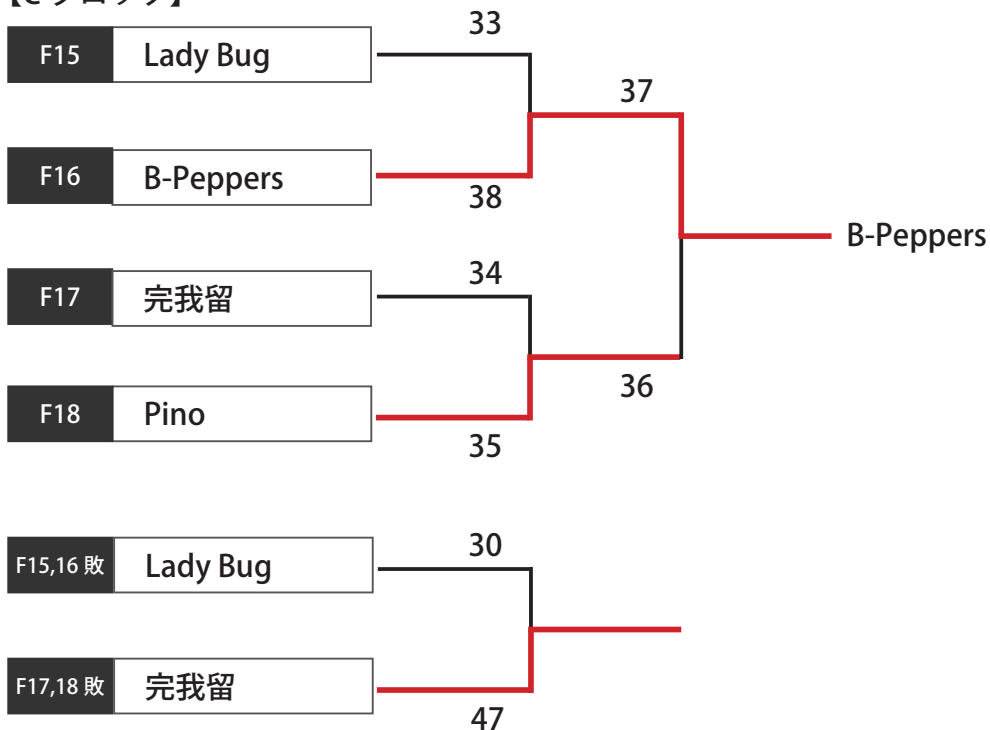 33
F15 Lady Bug
37
F16 B-Peppers
38
B-Peppers
34
F17 完我留
36
F18 Pino
35
30
F15,16 敗 Lady Bug
F17,18 敗 完我留
47